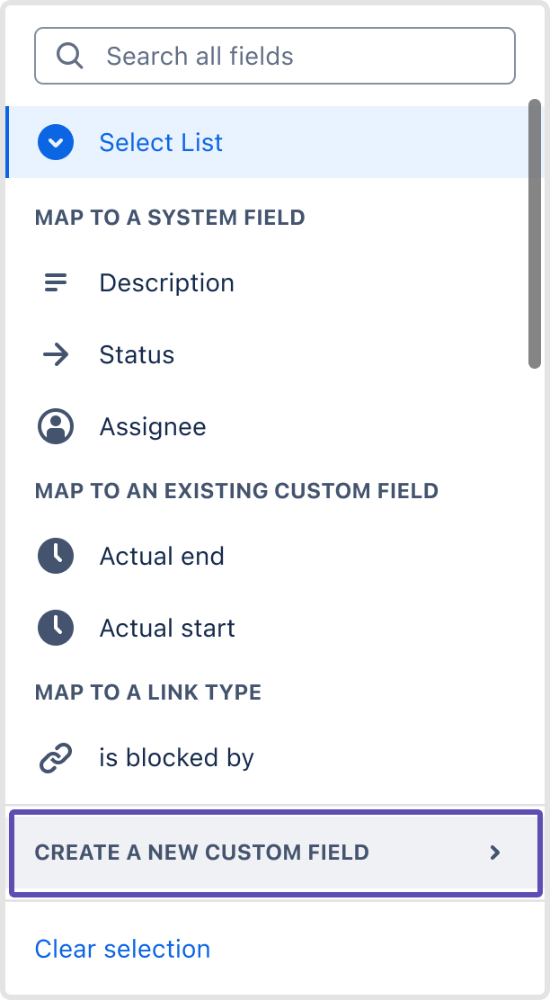 Search all fields
Select List
MAP TO A SYSTEM FIELD
Description
Status
Assignee
MAP TO AN EXISTING CUSTOM FIELD
Actual end
Actual start
MAP TO A LINK TYPE
is blocked by
CREATE A NEW CUSTOM FIELD
Clear selection